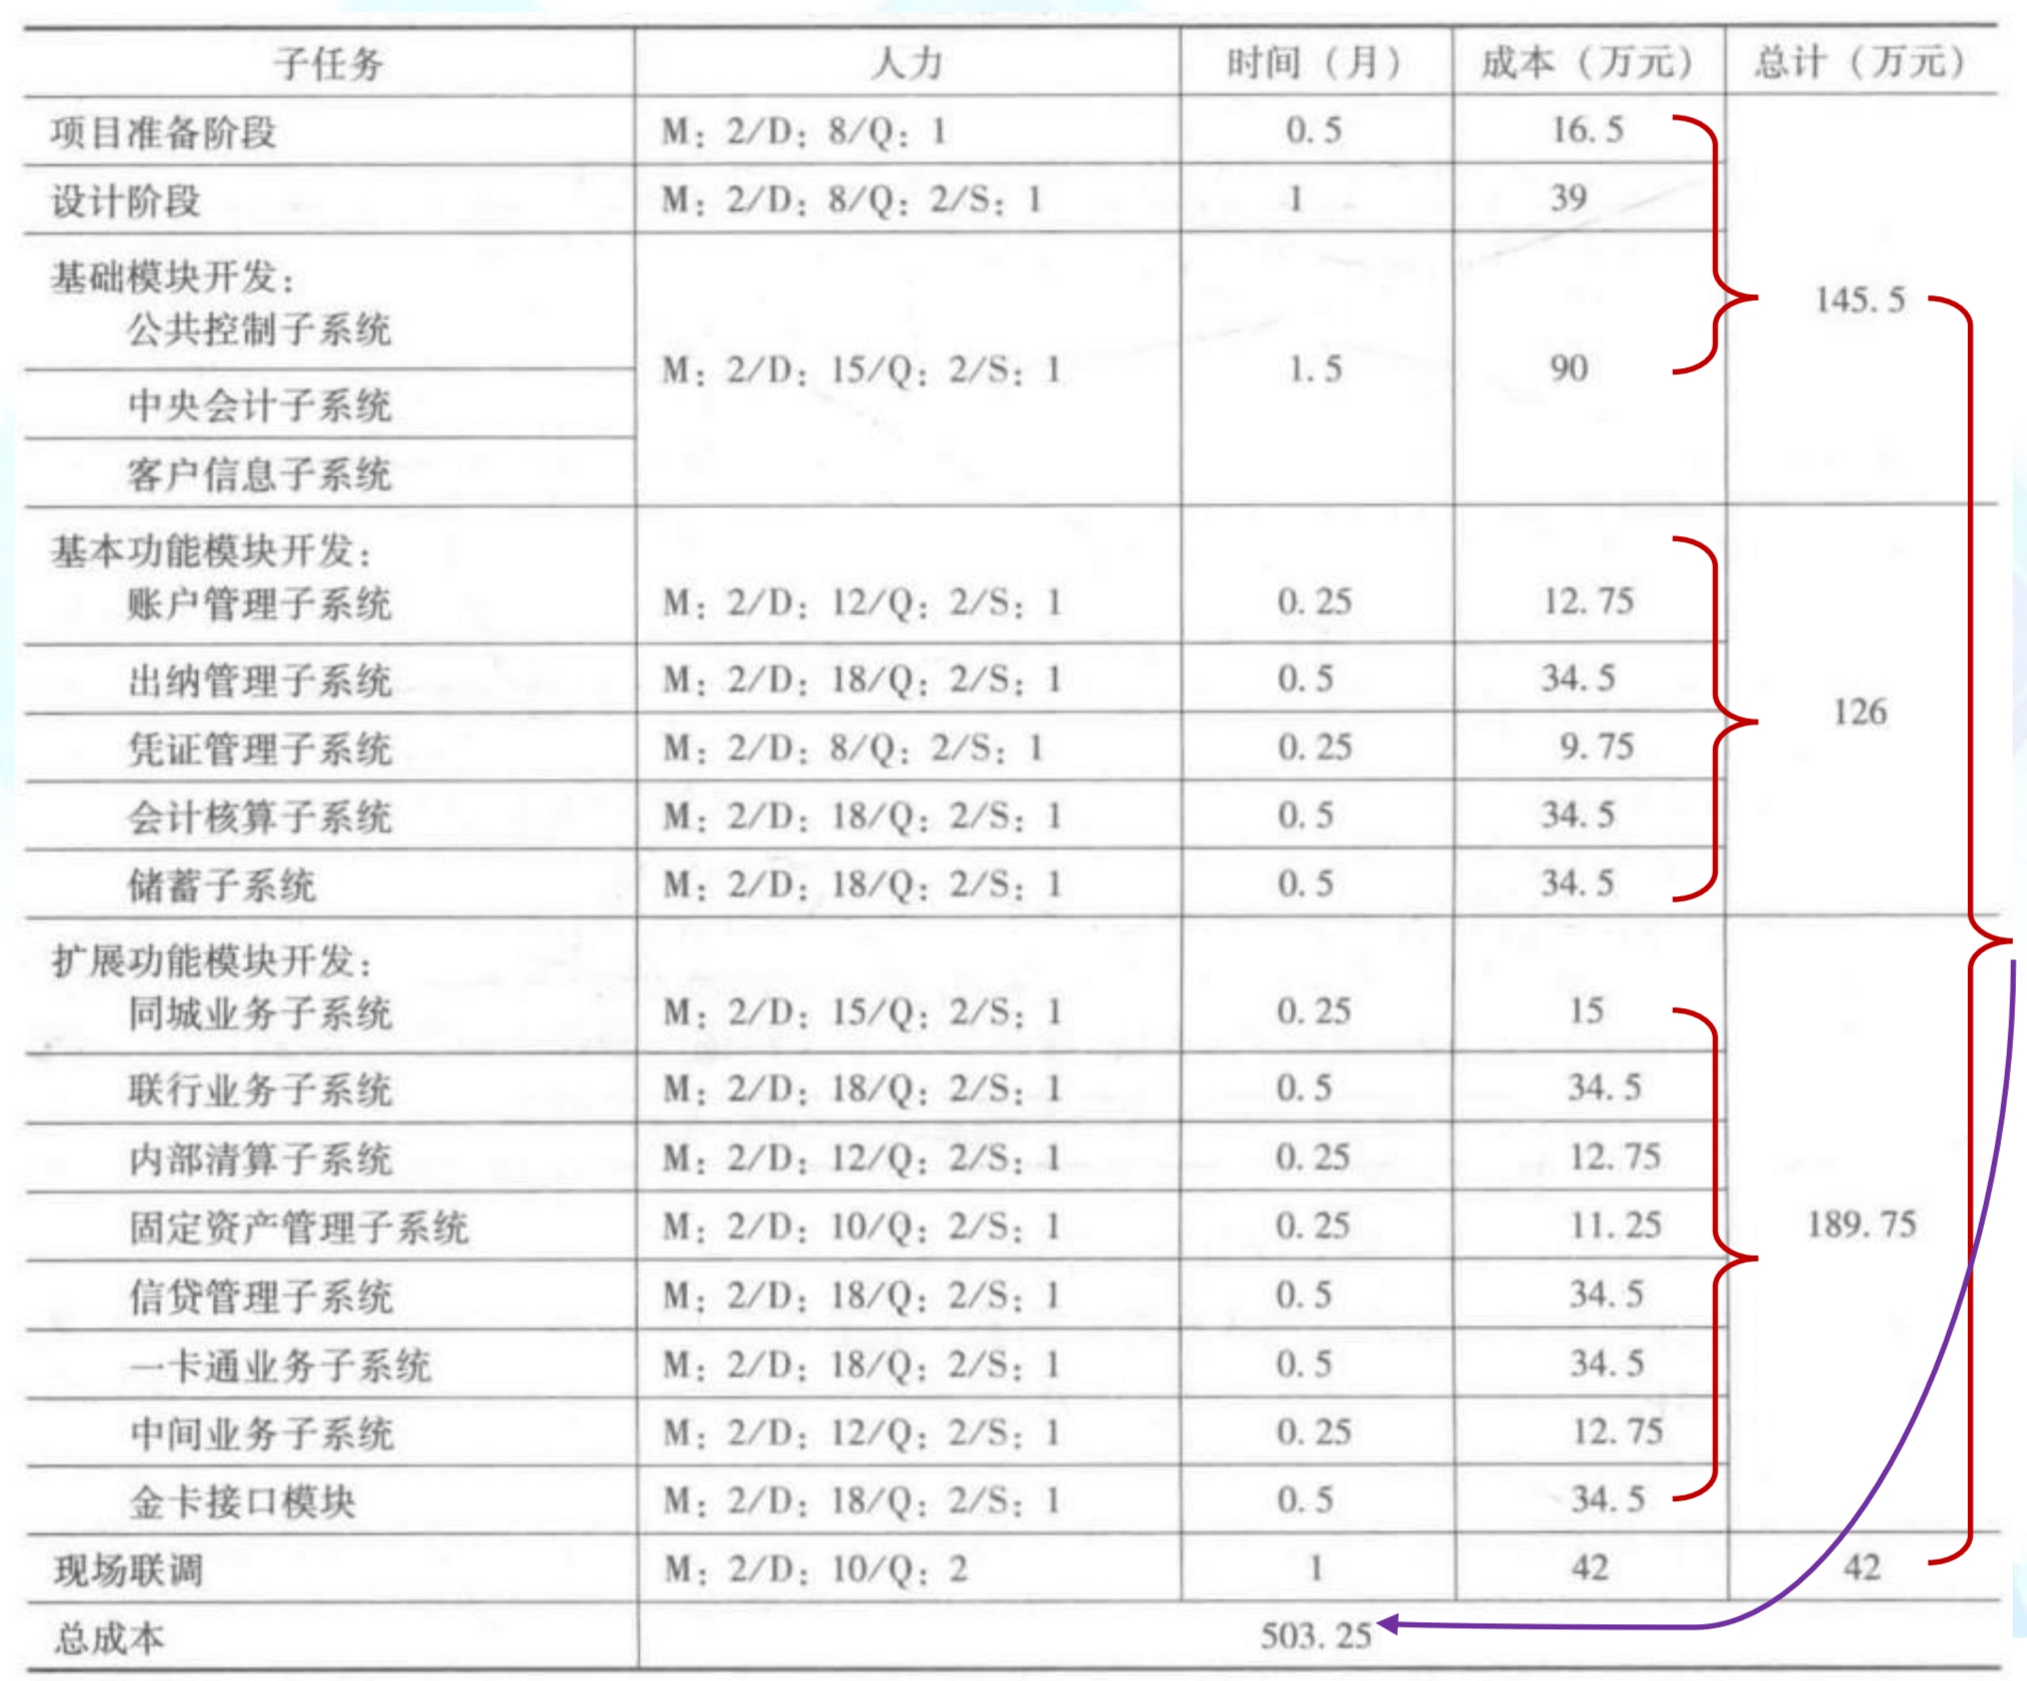 子任务 人力 时间（月） 成本（万元） 总计（万元）
项目准备阶段 M：2/D：8/Q：1 0.5 16.5
设计阶段 M：2/D：8/Q：2/S：1 1 39
基础模块开发：
公共控制子系统
145.5
M：2/D：15/Q：2/S：1 1.5 90
中央会计子系统
客户信息子系统
基本功能模块开发：
账户管理子系统 M：2/D：12/Q：2/S：1 0.25 12.75
出纳管理子系统 M：2/D：18/Q：2/S：1 0.5 34.5
126
凭证管理子系统 M：2/D：8/Q：2/S：1 0.25 9.75
会计核算子系统 M：2/D：18/Q：2/S：1 0.5 34.5
储蓄子系统 M：2/D：18/Q：2/S：1 0.5 34.5
扩展功能模块开发：
同城业务子系统 M：2/D：15/Q：2/S：1 0.25 15
联行业务子系统 M：2/D：18/Q：2/S：1 0.5 34.5
内部清算子系统 M：2/D：12/Q：2/S：1 0.25 12.75
固定资产管理子系统 M：2/D：10/Q：2/S：1 0.25 11.25 189.75
信贷管理子系统 M：2/D：18/Q：2/S：1 0.5 34.5
一卡通业务子系统 M：2/D：18/Q：2/S：1 0.5 34.5
中间业务子系统 M：2/D：12/Q：2/S：1 0.25 12.75
金卡接口模块 M：2/D：18/Q：2/S：1 0.5 34.5
现场联调 M：2/D：10/Q：2 1 42 42
总成本 503.25